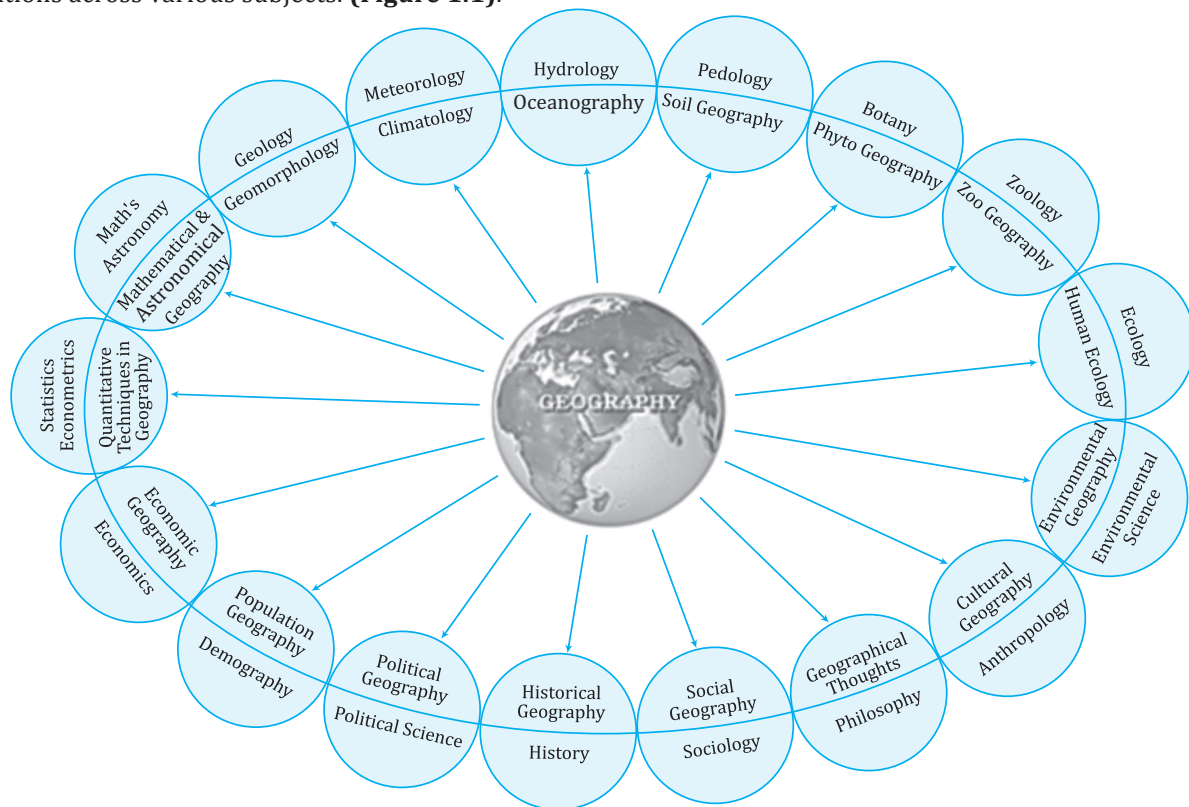 ations across various subjects. (Figure 1.1).
Hydrology
Oceanography
Pedology
Soil Geography
Botany
Phyto Geography
Zoology
Zoo Geography
Ecology
Human Ecology
Environmental
Geography
Environmental
Science
Cultural
Geography
Anthropology
Geographical
Thoughts
Philosophy
Social
Geography
Sociology
Historical
Geography
History
Political
Geography
Political Science
Population
Geography
Demography
Economic
Geography
Economics
Statistics
Econometrics
Quantitative
Techniques in
Geography
Math's
Astronomy
Mathematical &
Astronomical
Geography
Geology
Geomorphology
Meteorology
Climatology
GEOGRAPHY